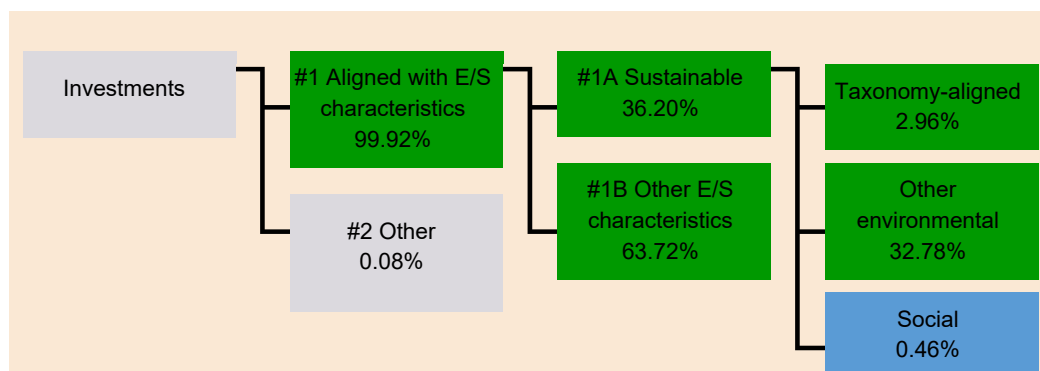 Investments
#1 Aligned with E/S
characteristics
99.92%
#2 Other
0.08%
#1A Sustainable
36.20%
#1B Other E/S
characteristics
63.72%
Taxonomy-aligned
2.96%
Other
environmental
32.78%
Social
0.46%